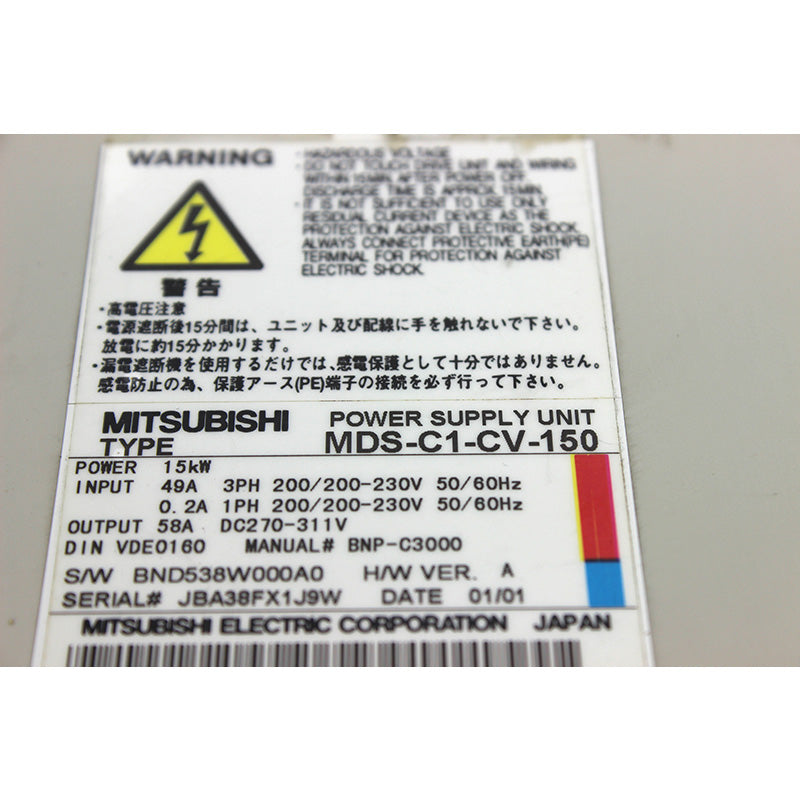 WARNING
・HAZARDOUS VOLTAGE
・DO NOT TOUCH DRIVE UNIT AND WIRING
WITHIN 15MIN. AFTER POWER OFF.
DISCHARGE TIME IS APPROX 15MIN.
・IT IS NOT SUFFICIENT TO USE ONLY
RESIDUAL CURRENT DEVICE AS THE
PROTECTION AGAINST ELECTRIC SHOCK.
ALWAYS CONNECT PROTECTIVE EARTH(PE)
TERMINAL FOR PROTECTION AGAINST
ELECTRIC SHOCK.
警告
・高電圧注意
・電源遮断後15分間は、ユニット及び配線に手を触れないで下さい。
放電に約15分かかります。
・漏電遮断機を使用するだけでは、感電保護として十分ではありません。
感電防止の為、保護アース(PE)端子の接続を必ず行って下さい。
MITSUBISHI POWER SUPPLY UNIT
TYPE MDS-C1-CV-150
POWER 15kW
INPUT 49A 3PH 200/200-230V 50/60Hz
0.2A 1PH 200/200-230V 50/60Hz
OUTPUT 58A DC270-311V
DIN VDE0160 MANUAL# BNP-C3000
S/W BND538W000A0 H/W VER. A
SERIAL# JBA38FX1J9W DATE 01/01
MITSUBISHI ELECTRIC CORPORATION JAPAN